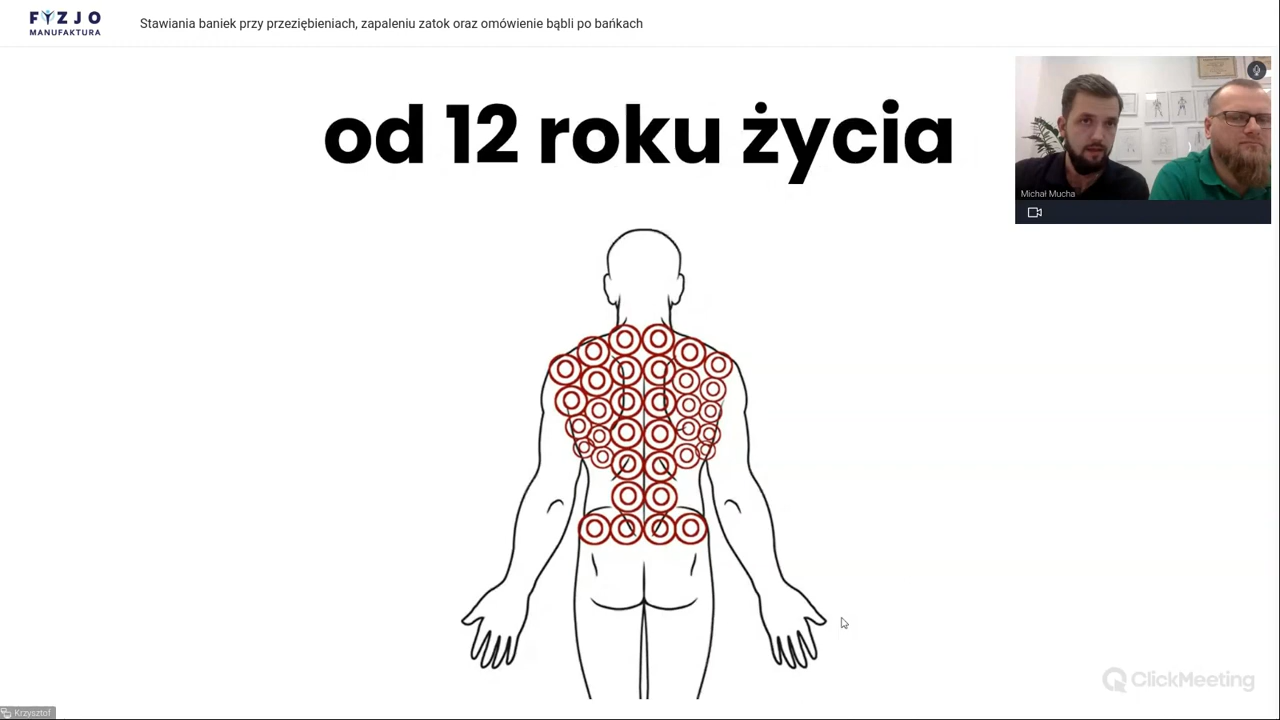 FYZJO
MANUFAKTURA
Stawiania baniek przy przeziębieniach, zapaleniu zatok oraz omówienie bąbli po bańkach
od 12 roku życia
Michał Mucha
ClickMeeting
Krzysztof